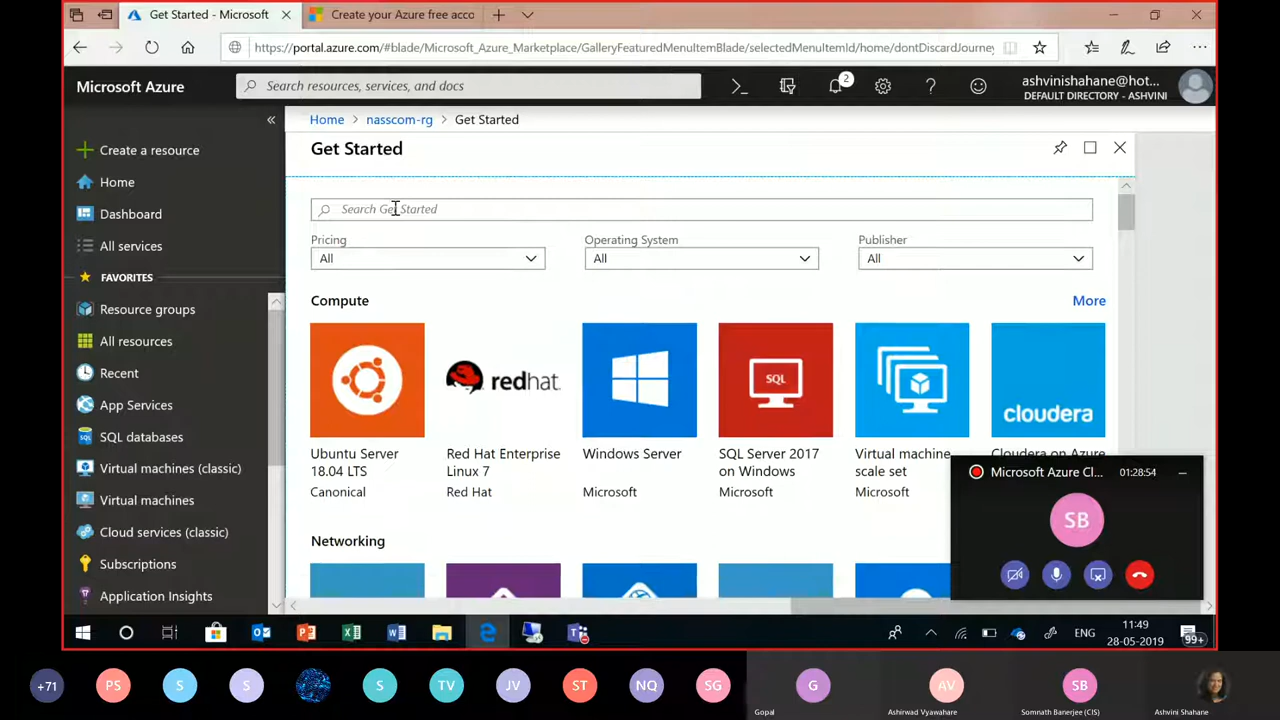 Get Started - Microsoft
Create your Azure free acco
https://portal.azure.com/#blade/Microsoft_Azure_Marketplace/GalleryFeaturedMenuItemBlade/selectedMenuItemId/home/dontDiscardJourney
Microsoft Azure
Search resources, services, and docs
2
ashvinishahane@hot...
DEFAULT DIRECTORY - ASHVINI
Create a resource
Home
Dashboard
All services
FAVORITES
Resource groups
All resources
Recent
App Services
SQL databases
Virtual machines (classic)
Virtual machines
Cloud services (classic)
Subscriptions
Application Insights
Home > nasscom-rg > Get Started
Get Started
Search Get Started
Pricing
All
Operating System
All
Publisher
All
Compute
More
redhat.
SQL
cloudera
Ubuntu Server 18.04 LTS
Canonical
Red Hat Enterprise Linux 7
Red Hat
Windows Server
Microsoft
SQL Server 2017 on Windows
Microsoft
Virtual machine scale set
Microsoft
Cloudera on Azure
Networking
Microsoft Azure Cl...
01:28:54
SB
ENG
11:49
28-05-2019
99+
+71
PS
S
S
S
TV
JV
ST
NQ
SG
G
Gopal
AV
Ashirwad Vyawahare
SB
Somnath Banerjee (CIS)
Ashvini Shahane